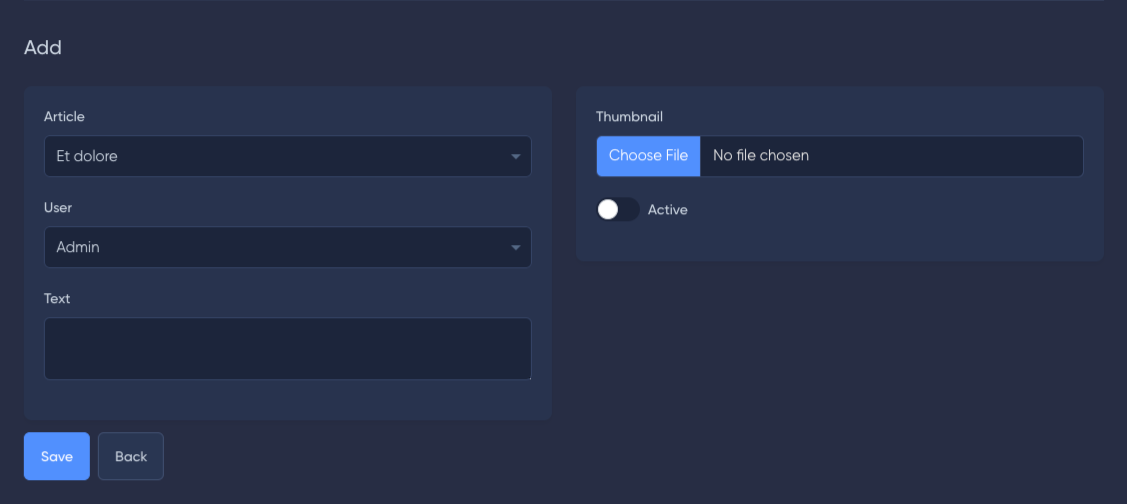 Add
Article
Et dolore
User
Admin
Text
Thumbnail
Choose File No file chosen
Active
Save Back